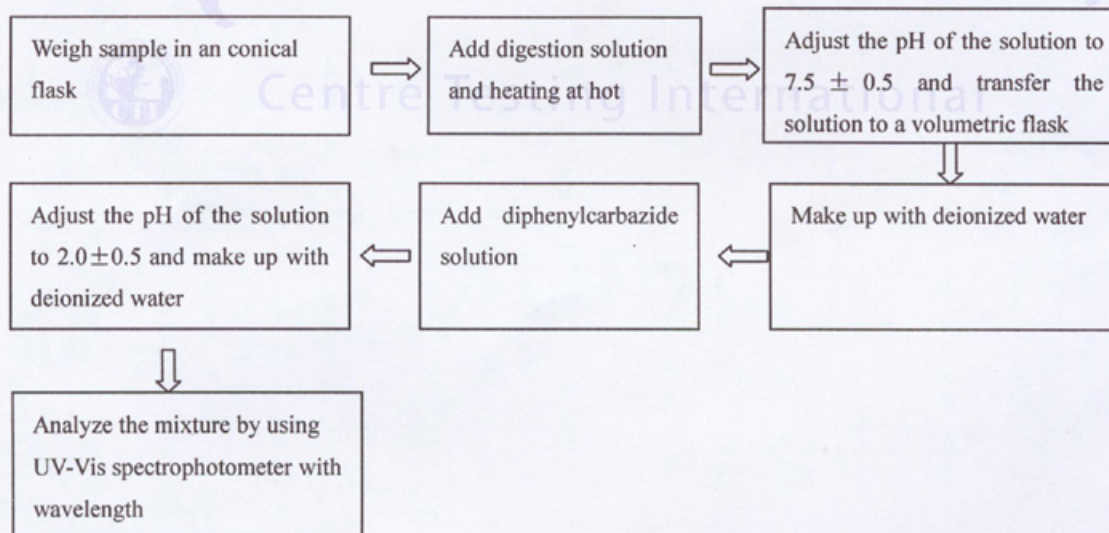 Weigh sample in an conical
flask
Add digestion solution
and heating at hot
Adjust the pH of the solution to
7.5 ± 0.5 and transfer the
solution to a volumetric flask
Centre Testing International
Make up with deionized water
Add diphenylcarbazide
solution
Adjust the pH of the solution
to 2.0±0.5 and make up with
deionized water
Analyze the mixture by using
UV-Vis spectrophotometer with
wavelength